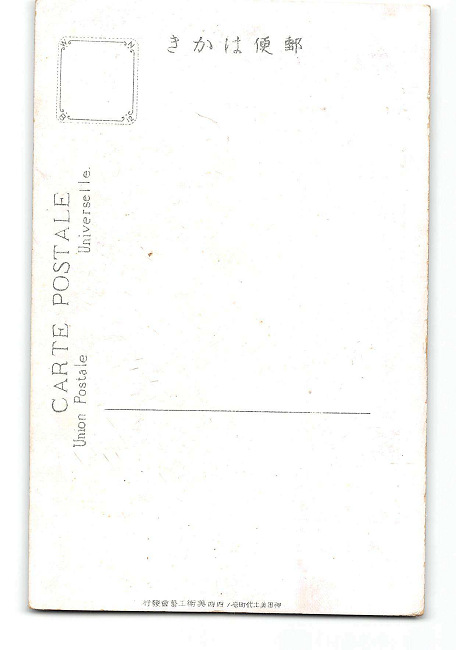 郵便はかき
CARTE POSTALE
Union Postale Universelle.